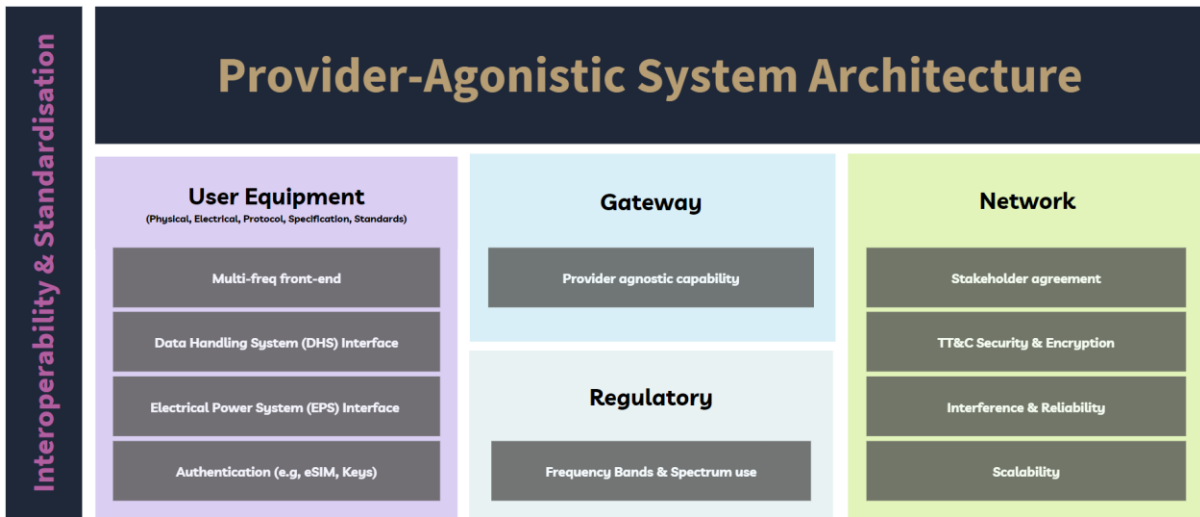 Interoperability & Standardisation
Provider-Agonistic System Architecture
User Equipment
(Physical, Electrical, Protocol, Specification, Standards)
Multi-freq front-end
Data Handling System (DHS) Interface
Electrical Power System (EPS) Interface
Authentication (e.g, eSIM, Keys)
Gateway
Provider agnostic capability
Regulatory
Frequency Bands & Spectrum use
Network
Stakeholder agreement
TT&C Security & Encryption
Interference & Reliability
Scalability